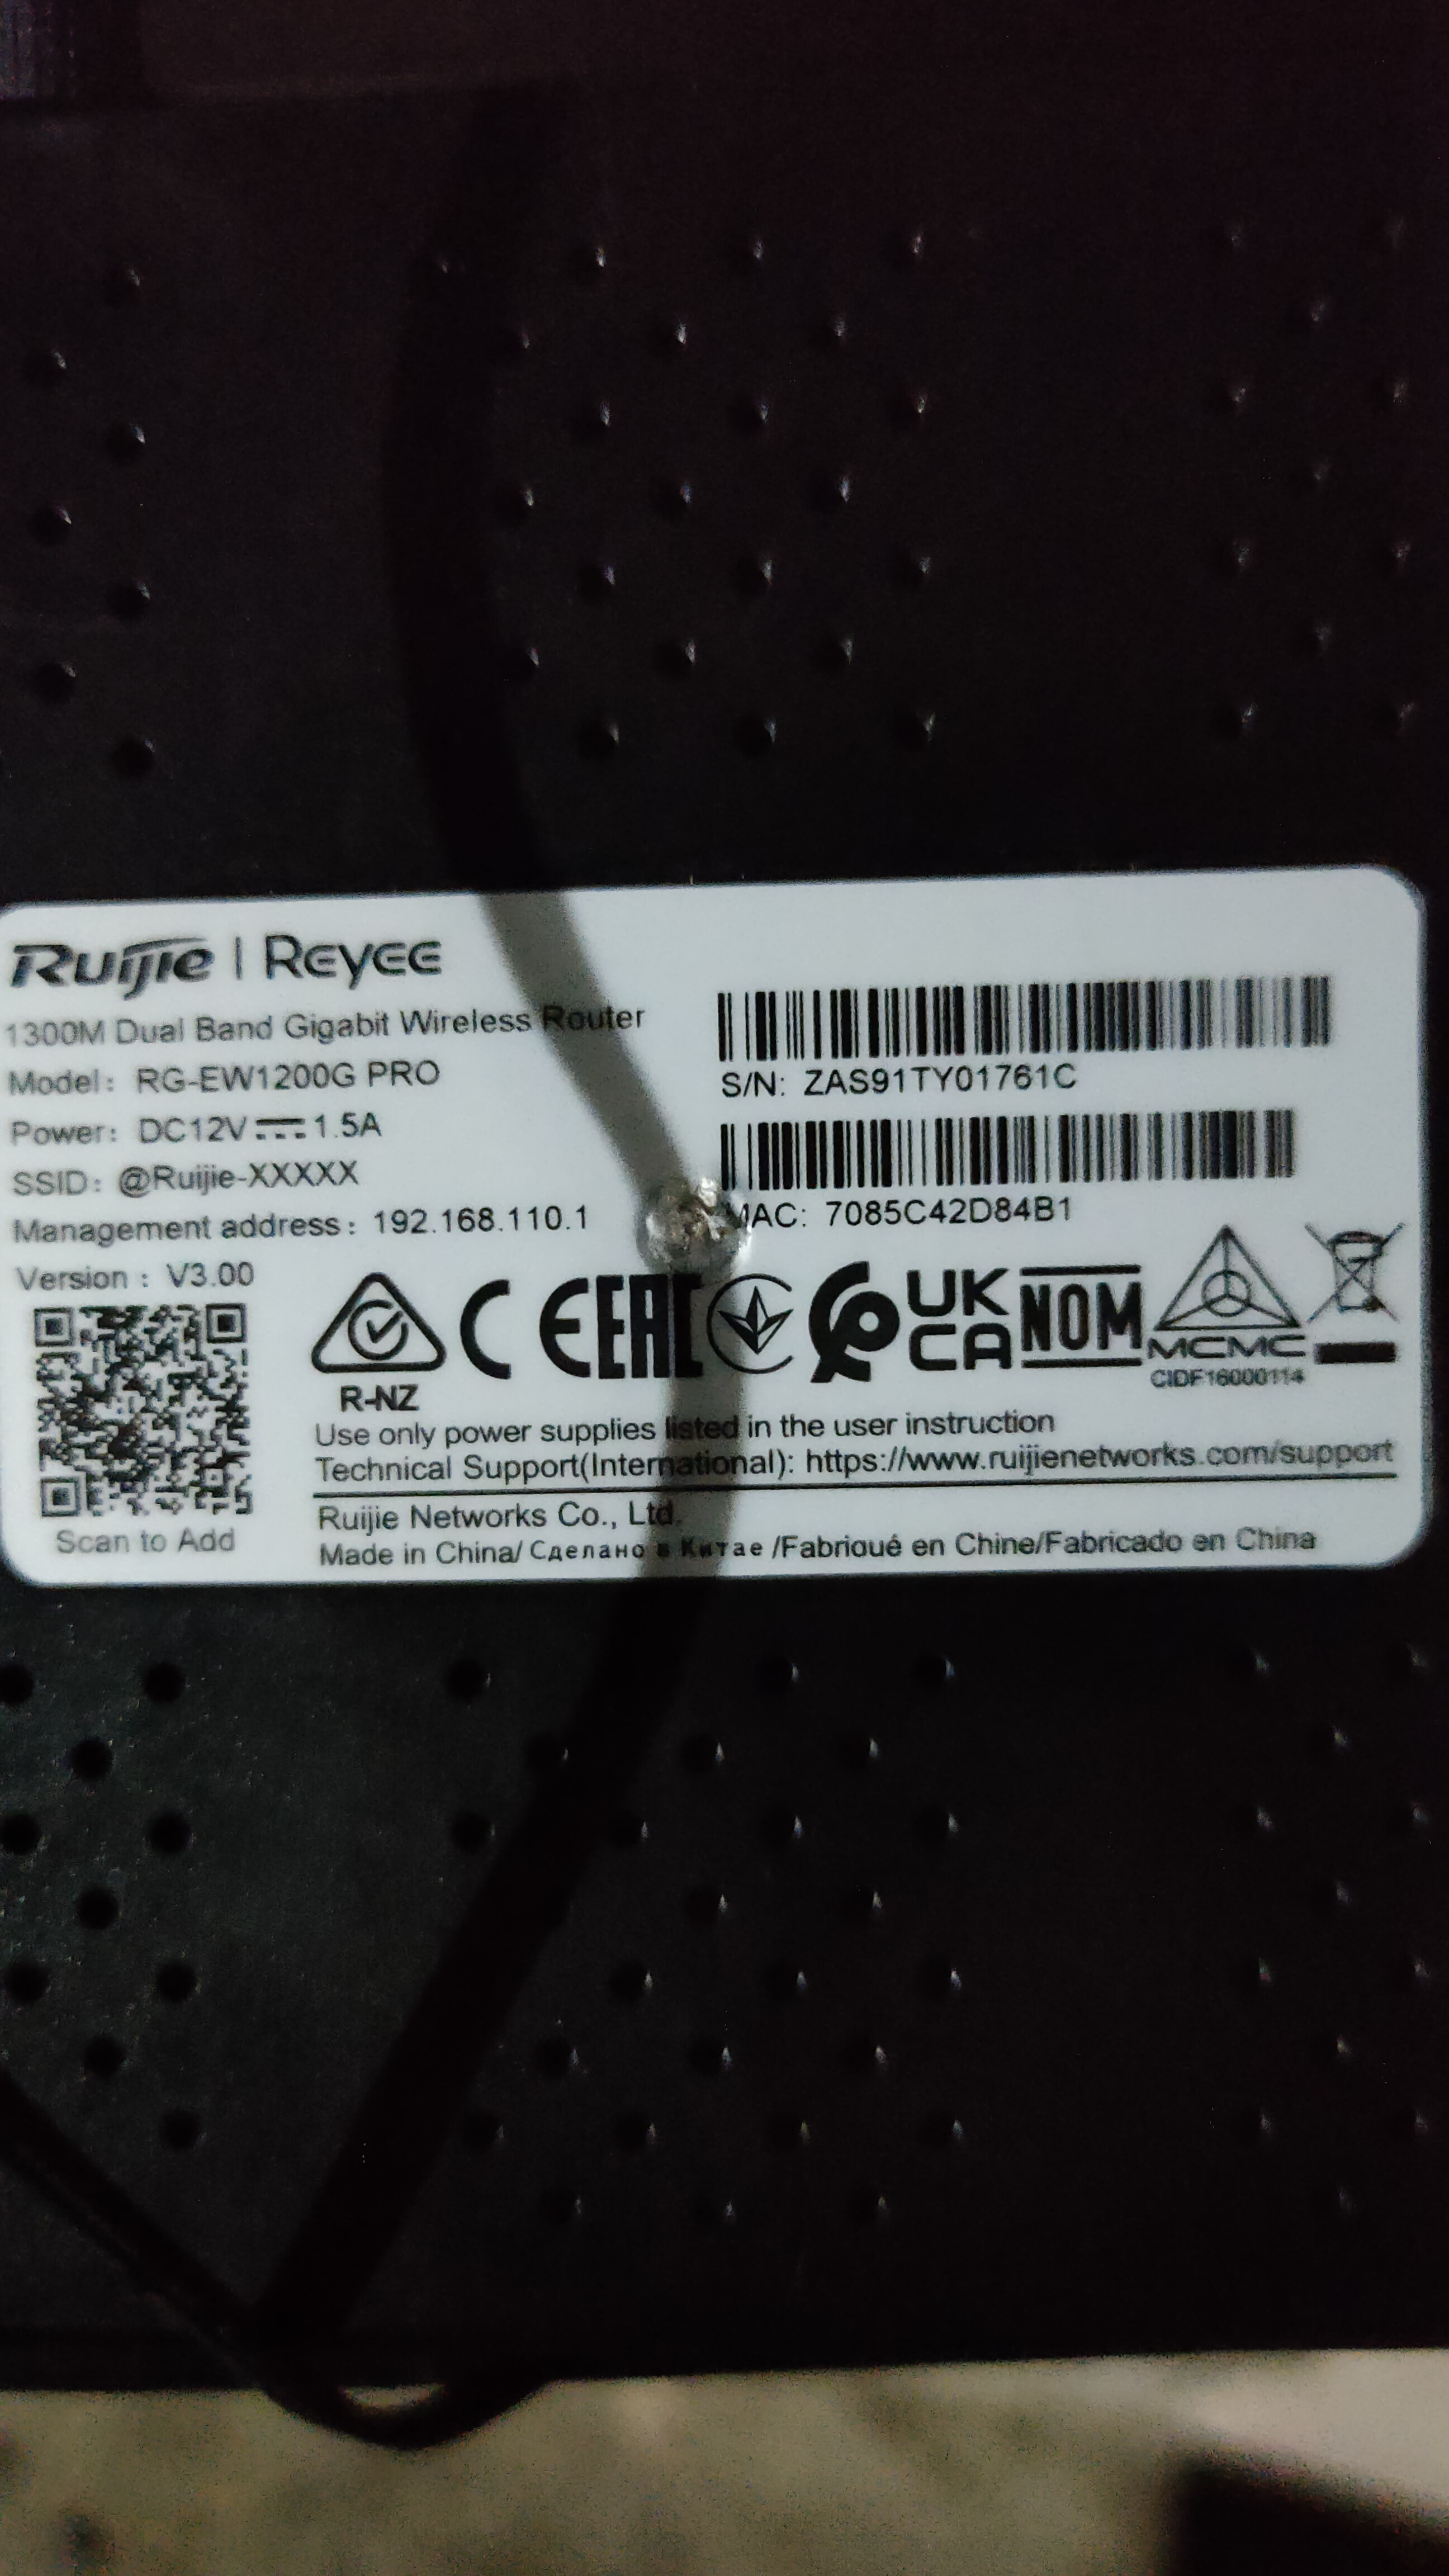 Ruijie | Reyee
1300M Dual Band Gigabit Wireless Router
Model: RG-EW1200G PRO
Power: DC12V⎓1.5A
SSID: @Ruijie-XXXXX
Management address: 192.168.110.1
Version: V3.00
Scan to Add
S/N: ZAS91TY01761C
MAC: 7085C42D84B1
R-NZ
CE EAC UK CA NOM MCMC
CIDF16000114
Use only power supplies listed in the user instruction
Technical Support(International): https://www.ruijienetworks.com/support
Ruijie Networks Co., Ltd.
Made in China/ Сделано в Китае /Fabriqué en Chine/Fabricado en China